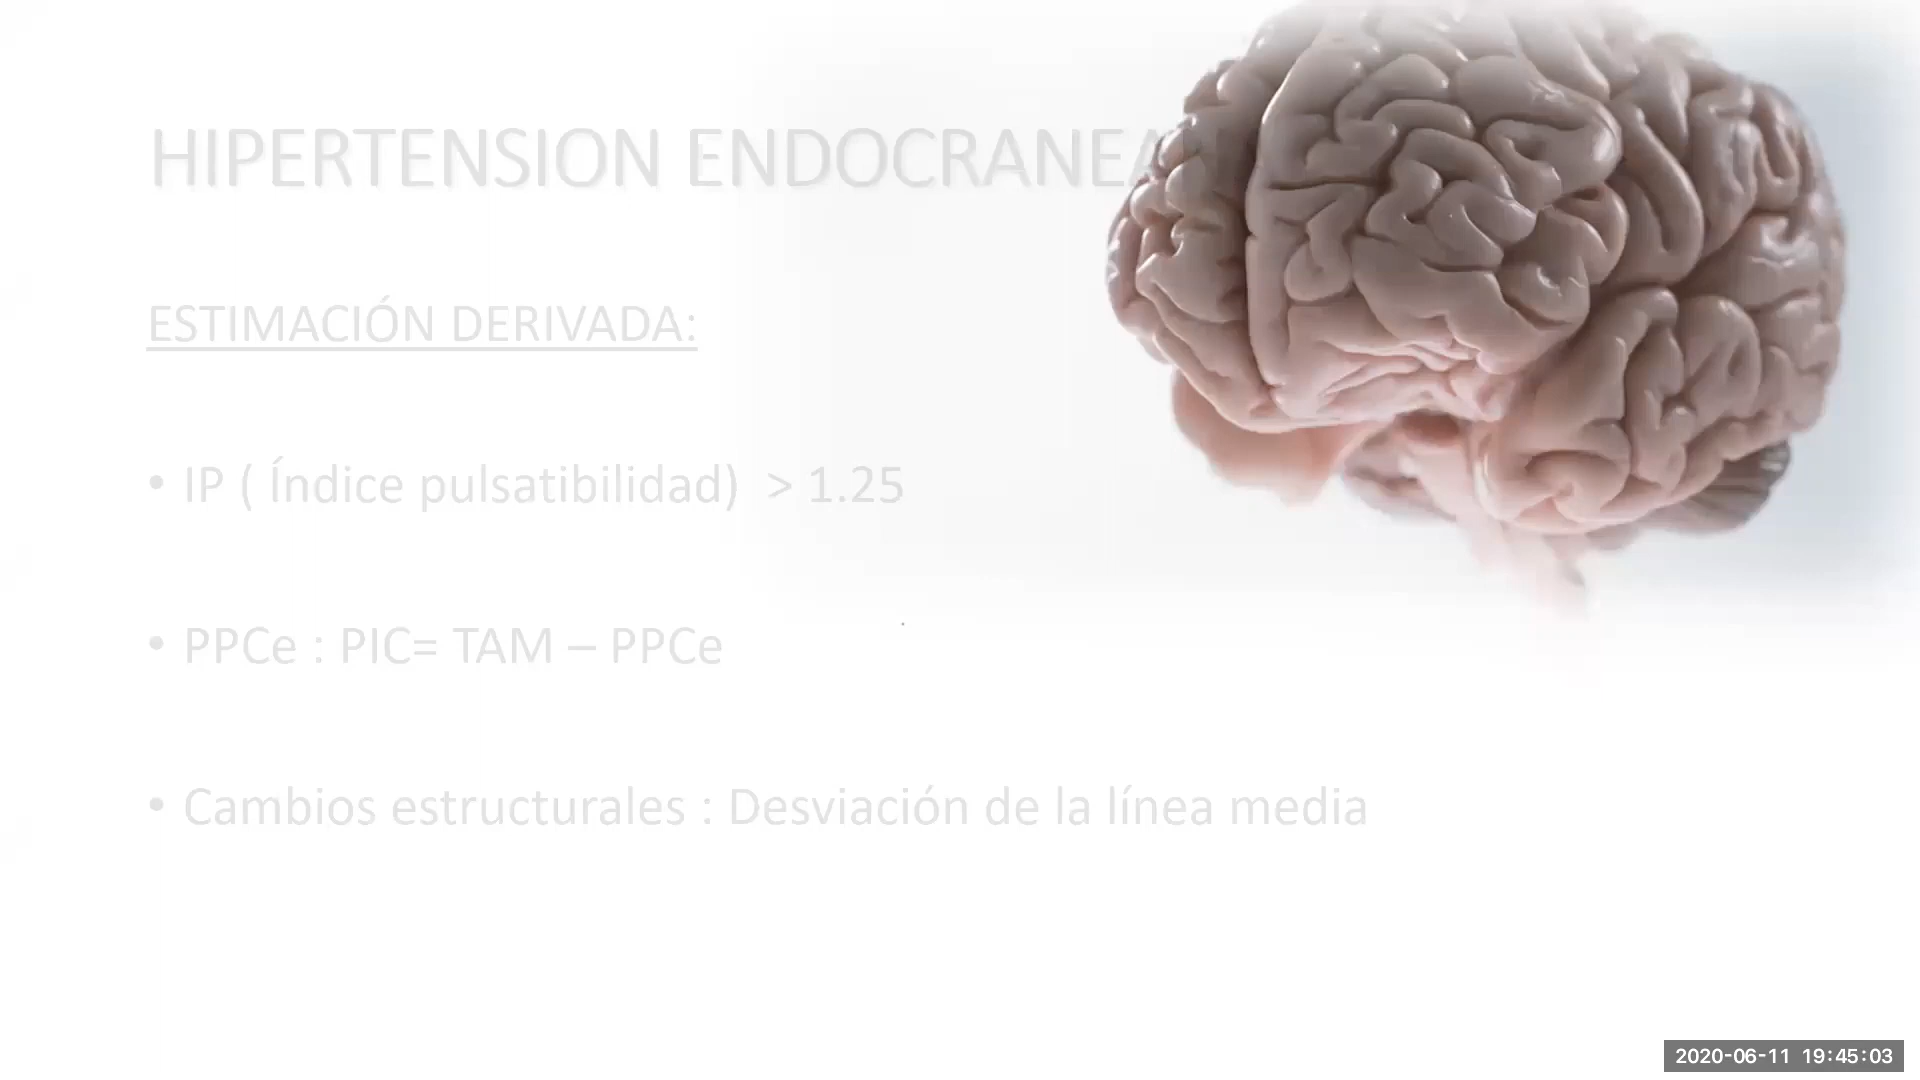 HIPERTENSION ENDOCRANEA
ESTIMACIÓN DERIVADA:
• IP ( Índice pulsatibilidad) > 1.25
• PPCe : PIC= TAM – PPCe
• Cambios estructurales : Desviación de la línea media
2020-06-11 19:45:03